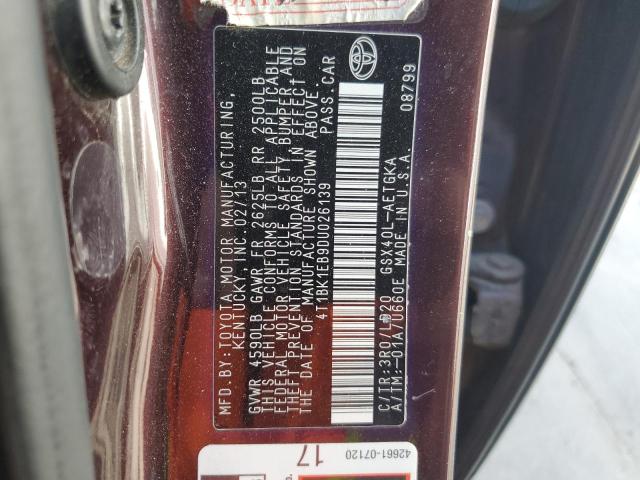 MFD.BY:TOYOTA MOTOR MANUFACTURING,
KENTUCKY, INC. 02/13
GVWR 4590LB GAWR FR 2625LB RR 2500LB
THIS VEHICLE CONFORMS TO ALL APPLICABLE
FEDERAL MOTOR VEHICLE SAFETY, BUMPER,AND
THEFT PREVENTION STANDARDS IN EFFECT ON
THE DATE OF MANUFACTURE SHOWN ABOVE.
4T1BK1EB9DU026139 PASS.CAR
C/TR:3R0/LB20 GSX40L-AETGKA
A/TM:-01A/U660E MADE IN U.S.A. 08799
42661-07120
17